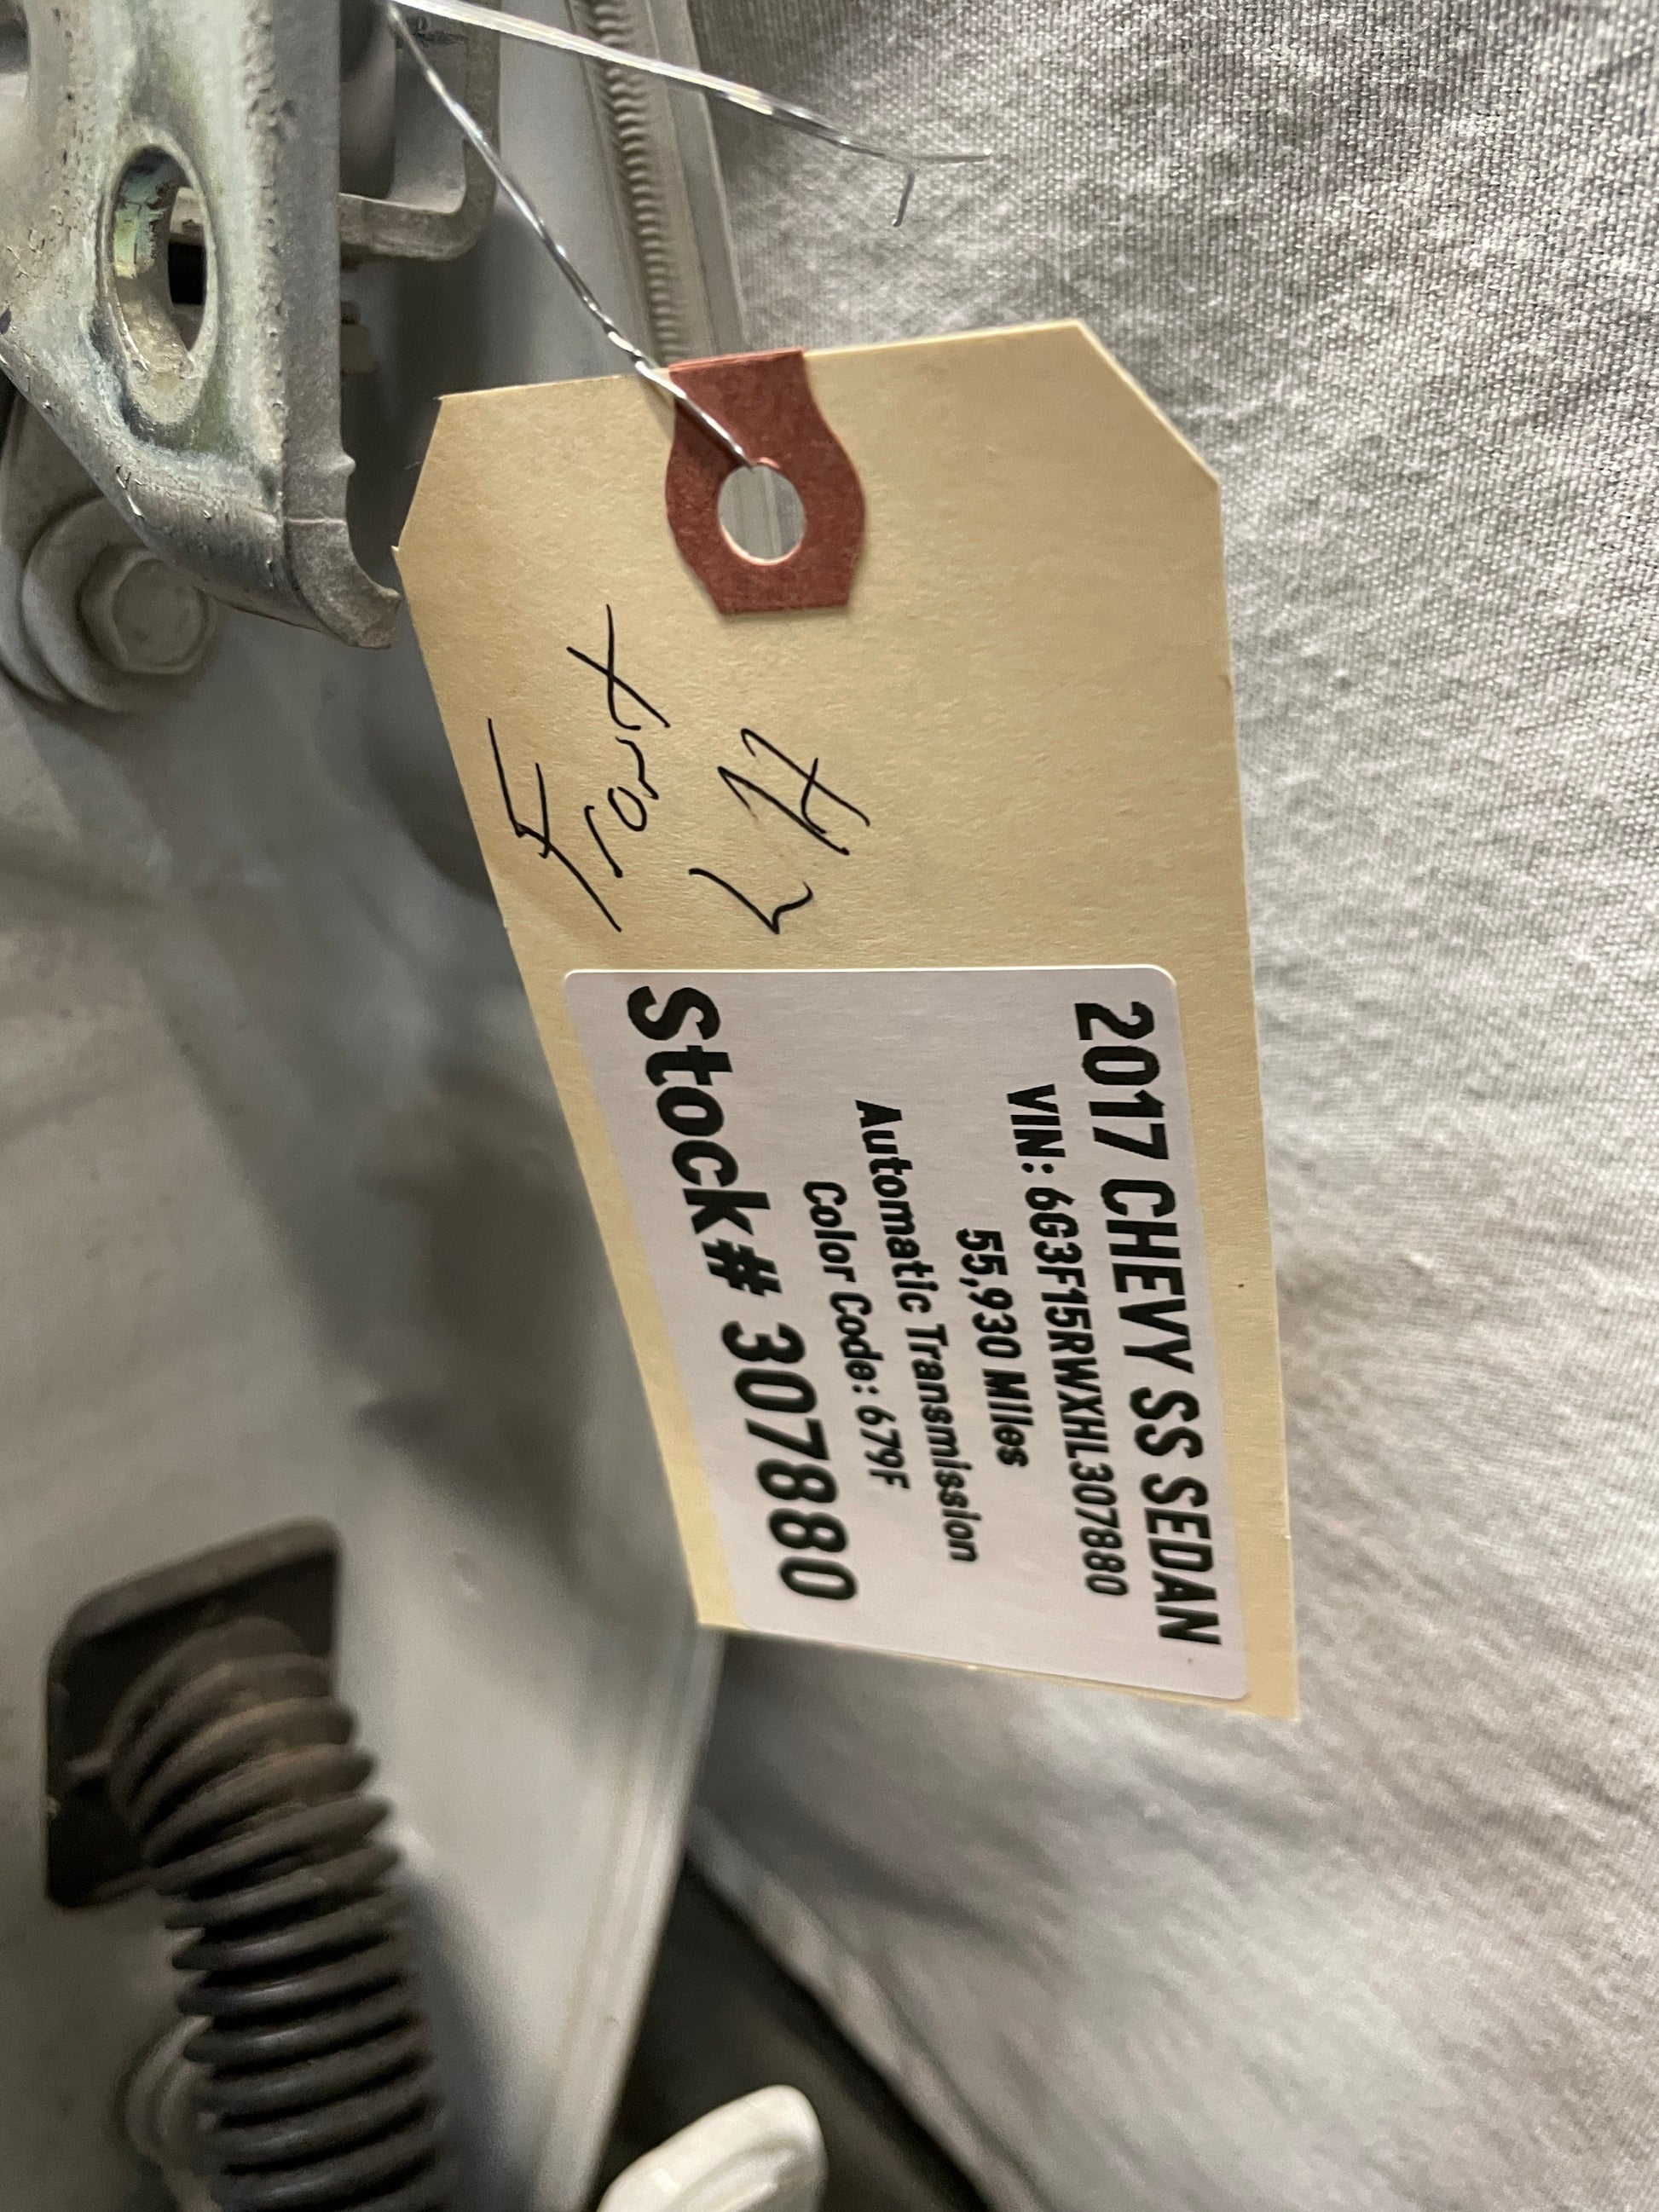 Front
LH
2017 CHEVY SS SEDAN
VIN: 6G3F15RWXHL307880
55,930 Miles
Automatic Transmission
Color Code: 679F
Stock# 307880